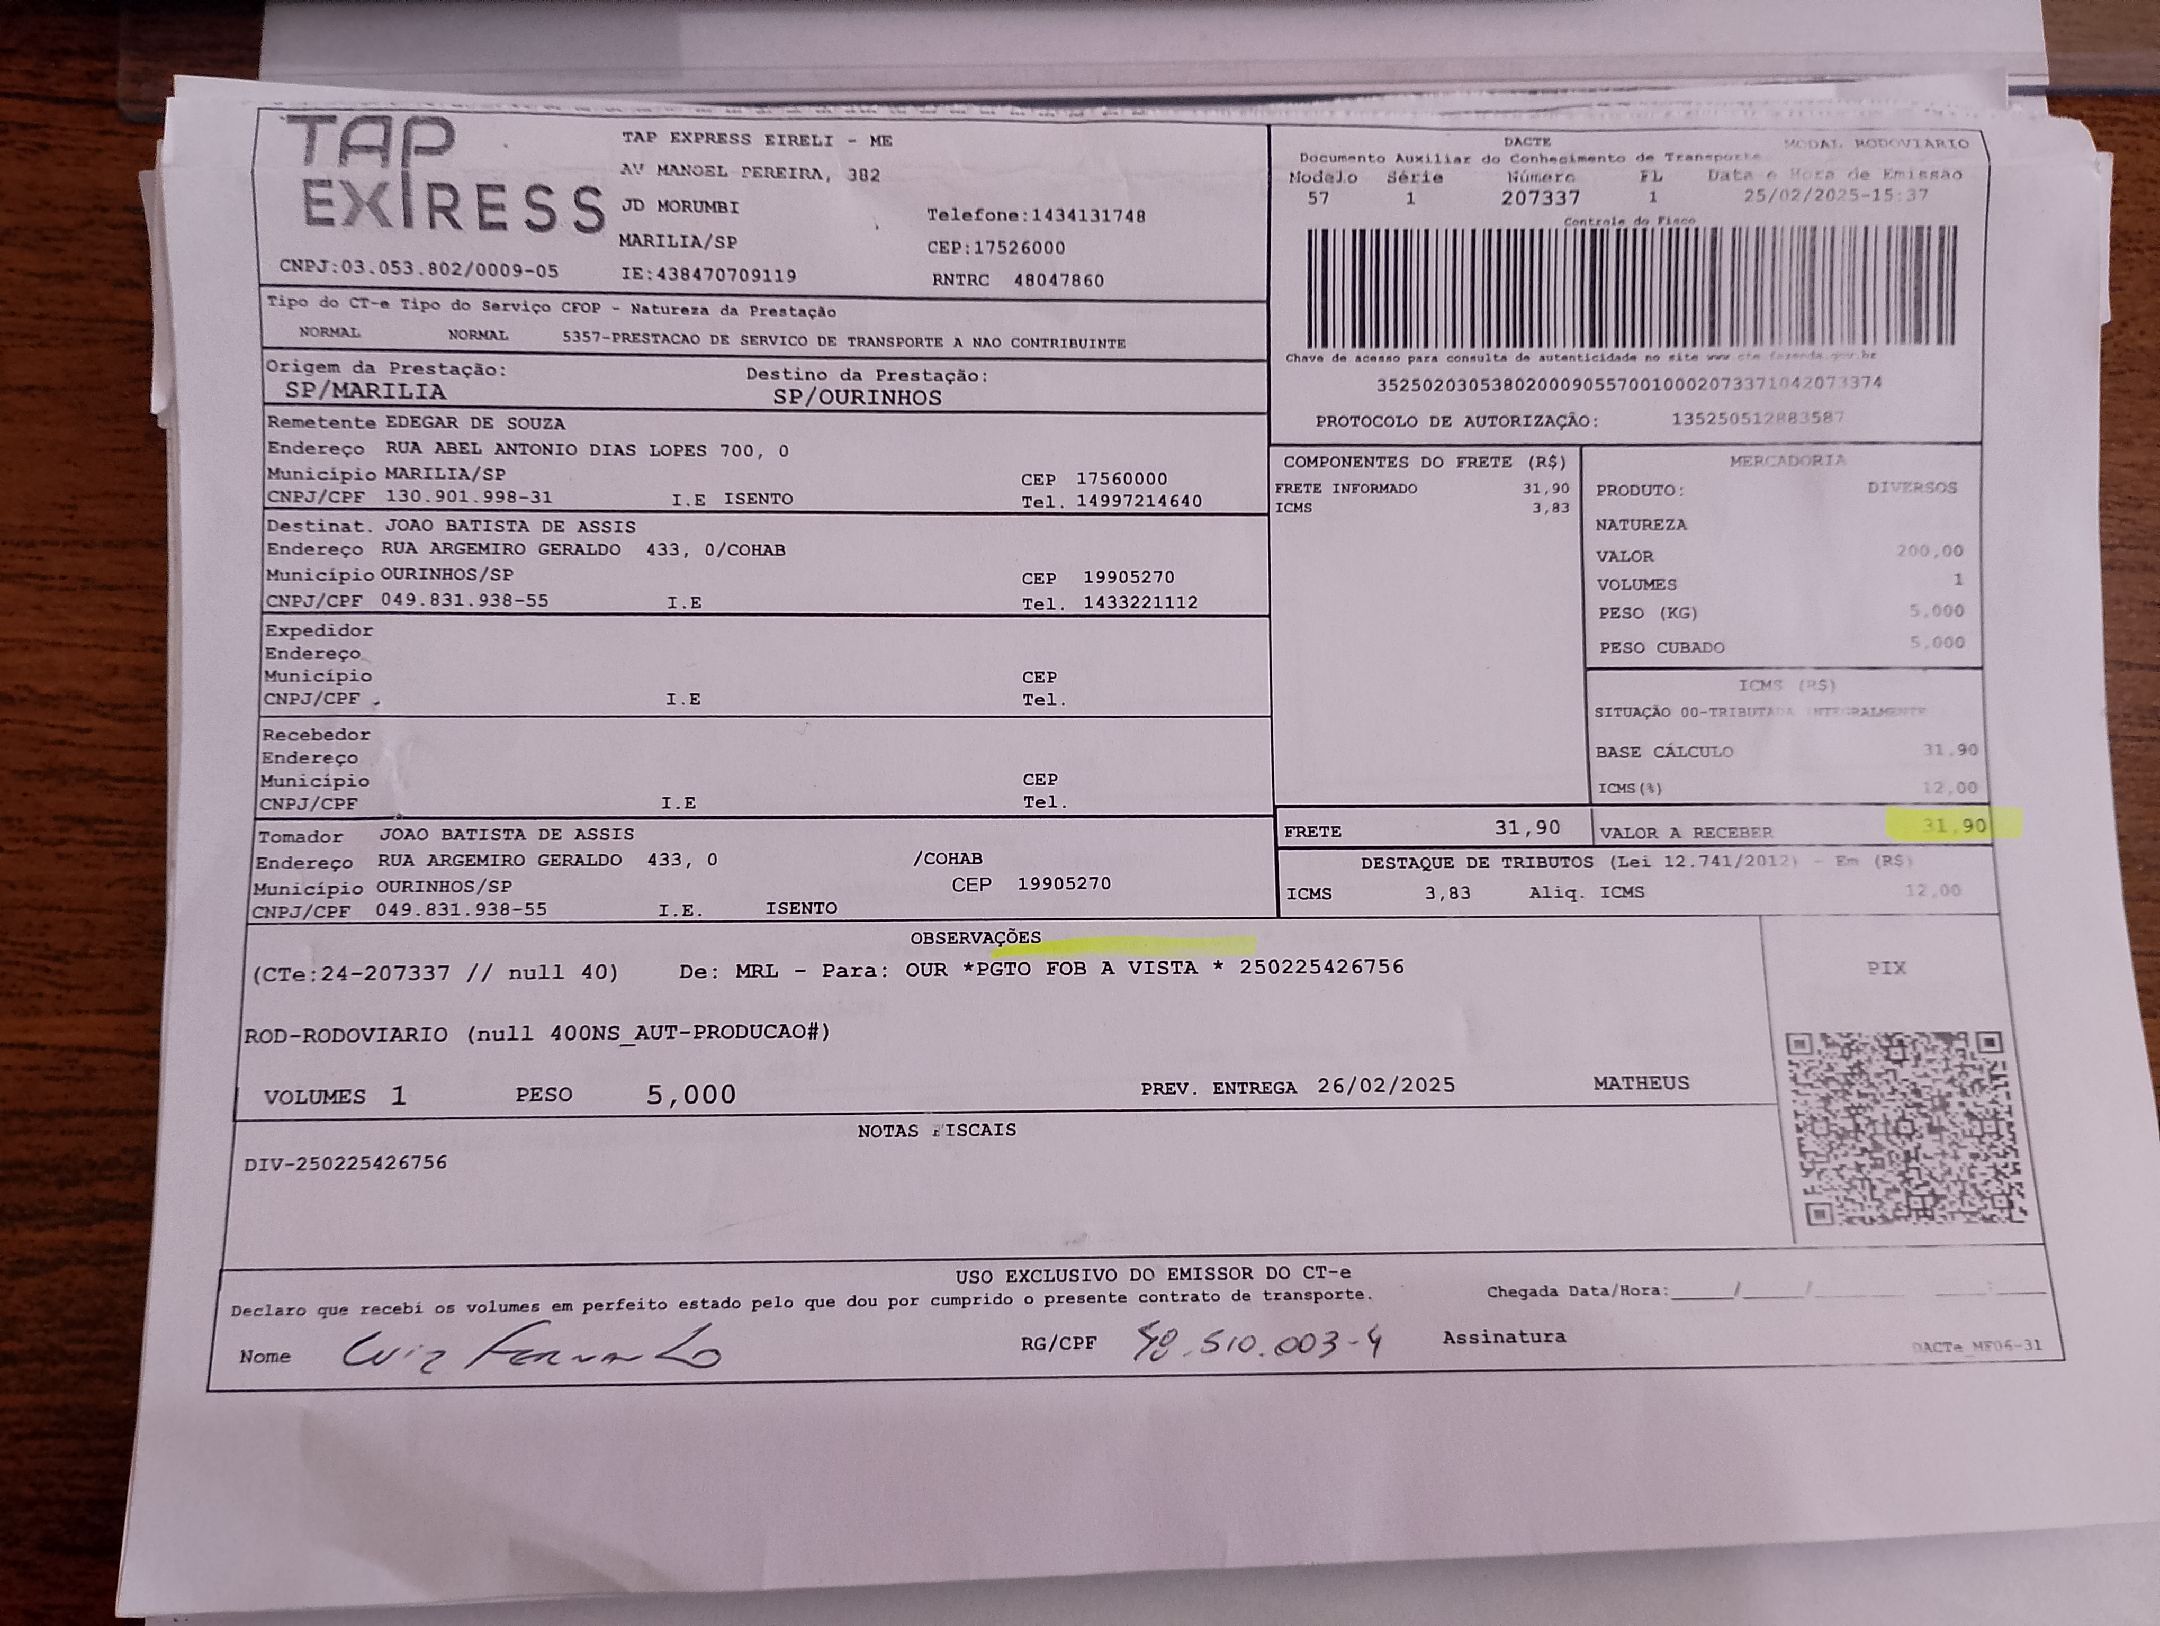 TAP
EXPRESS
CNPJ:03.053.802/0009-05
TAP EXPRESS EIRELI - ME
AV MANOEL PEREIRA, 382
JD MORUMBI
MARILIA/SP
IE:438470709119
Telefone:1434131748
CEP:17526000
RNTRC 48047860
DACTE MODAL RODOVIARIO
Documento Auxiliar do Conhecimento de Transporte
Modelo Série Número FL Data e Hora de Emissão
57 1 207337 1 25/02/2025-15:37
Controle do Fisco
Chave de acesso para consulta de autenticidade no site www cte fazenda.gov.br
35250203053802000905570010002073371042073374
PROTOCOLO DE AUTORIZAÇÃO: 135250512883587
Tipo do CT-e Tipo do Serviço CFOP - Natureza da Prestação
NORMAL NORMAL 5357-PRESTACAO DE SERVICO DE TRANSPORTE A NAO CONTRIBUINTE
Origem da Prestação: Destino da Prestação:
SP/MARILIA SP/OURINHOS
Remetente EDEGAR DE SOUZA
Endereço RUA ABEL ANTONIO DIAS LOPES 700, 0
Município MARILIA/SP CEP 17560000
CNPJ/CPF 130.901.998-31 I.E ISENTO Tel. 14997214640
Destinat. JOAO BATISTA DE ASSIS
Endereço RUA ARGEMIRO GERALDO 433, 0/COHAB
Município OURINHOS/SP CEP 19905270
CNPJ/CPF 049.831.938-55 I.E Tel. 1433221112
Expedidor
Endereço
Município CEP
CNPJ/CPF I.E Tel.
Recebedor
Endereço
Município CEP
CNPJ/CPF I.E Tel.
Tomador JOAO BATISTA DE ASSIS
Endereço RUA ARGEMIRO GERALDO 433, 0 /COHAB
Município OURINHOS/SP CEP 19905270
CNPJ/CPF 049.831.938-55 I.E. ISENTO
COMPONENTES DO FRETE (R$)
FRETE INFORMADO 31,90
ICMS 3,83
MERCADORIA
PRODUTO: DIVERSOS
NATUREZA
VALOR 200,00
VOLUMES 1
PESO (KG) 5,000
PESO CUBADO 5,000
ICMS (R$)
SITUAÇÃO 00-TRIBUTADA INTEGRALMENTE
BASE CÁLCULO 31,90
ICMS(%) 12,00
FRETE 31,90 VALOR A RECEBER 31,90
DESTAQUE DE TRIBUTOS (Lei 12.741/2012) - Em (R$)
ICMS 3,83 Aliq. ICMS 12,00
OBSERVAÇÕES
(CTe:24-207337 // null 40) De: MRL - Para: OUR *PGTO FOB A VISTA * 250225426756
ROD-RODOVIARIO (null 400NS_AUT-PRODUCAO#)
VOLUMES 1 PESO 5,000 PREV. ENTREGA 26/02/2025 MATHEUS
PIX
NOTAS FISCAIS
DIV-250225426756
USO EXCLUSIVO DO EMISSOR DO CT-e
Declaro que recebi os volumes em perfeito estado pelo que dou por cumprido o presente contrato de transporte.
Chegada Data/Hora:____/____/____ ____:____
Nome Luiz Fernando RG/CPF 48.510.003-4 Assinatura
DACTe_MF06-31